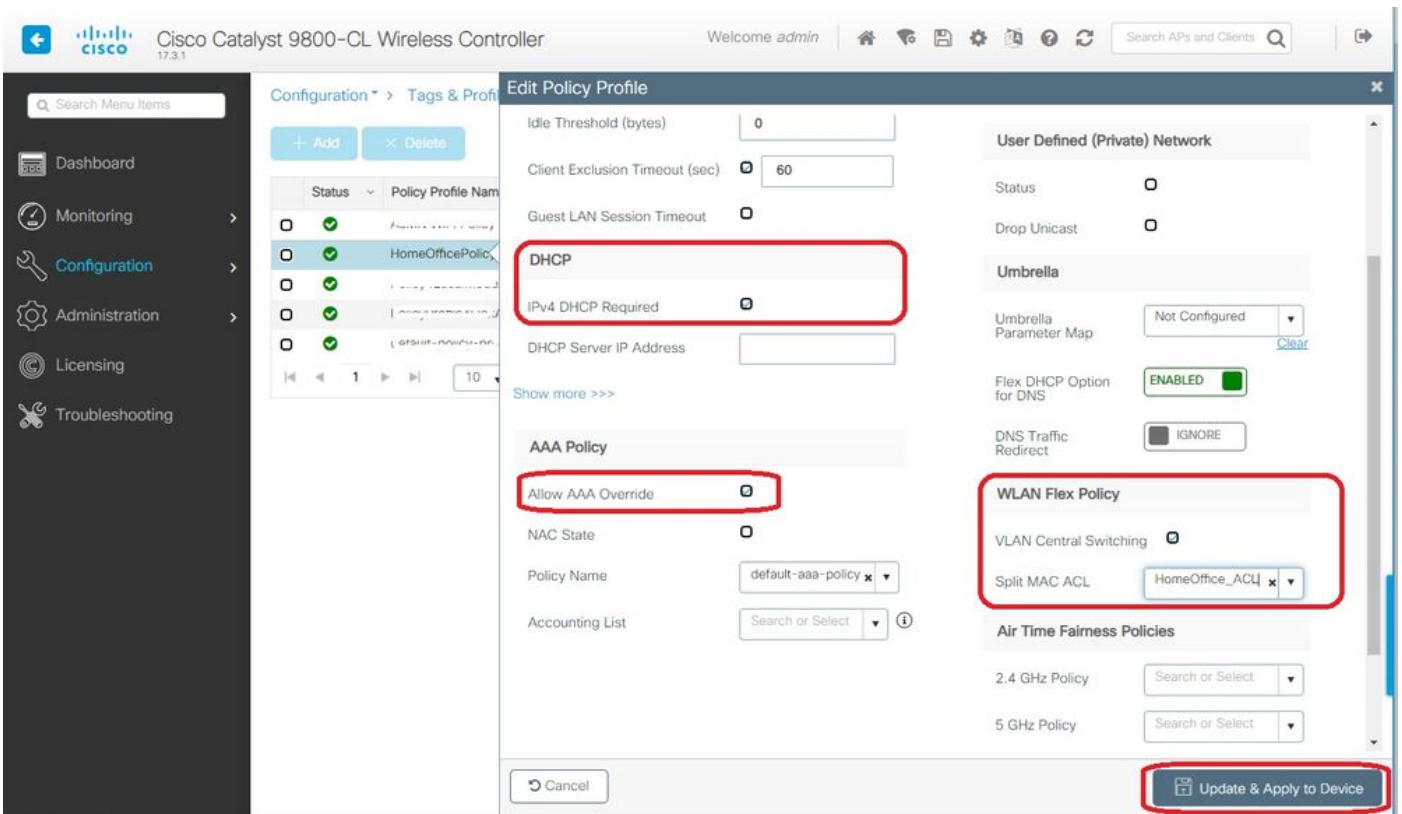 CISCO
Cisco Catalyst 9800-CL Wireless Controller
17.3.1
Welcome admin
Search APs and Clients
Search Menu Items
Dashboard
Monitoring
Configuration
Administration
Licensing
Troubleshooting
Configuration > Tags & Profil
+ Add
× Delete
Status
Policy Profile Nam
HomeOfficePolic
1
10
Edit Policy Profile
Idle Threshold (bytes)
0
Client Exclusion Timeout (sec)
60
Guest LAN Session Timeout
DHCP
IPv4 DHCP Required
DHCP Server IP Address
Show more >>>
AAA Policy
Allow AAA Override
NAC State
Policy Name
default-aaa-policy
Accounting List
Search or Select
User Defined (Private) Network
Status
Drop Unicast
Umbrella
Umbrella
Parameter Map
Not Configured
Clear
Flex DHCP Option
for DNS
ENABLED
DNS Traffic
Redirect
IGNORE
WLAN Flex Policy
VLAN Central Switching
Split MAC ACL
HomeOffice_ACL
Air Time Fairness Policies
2.4 GHz Policy
Search or Select
5 GHz Policy
Search or Select
Cancel
Update & Apply to Device